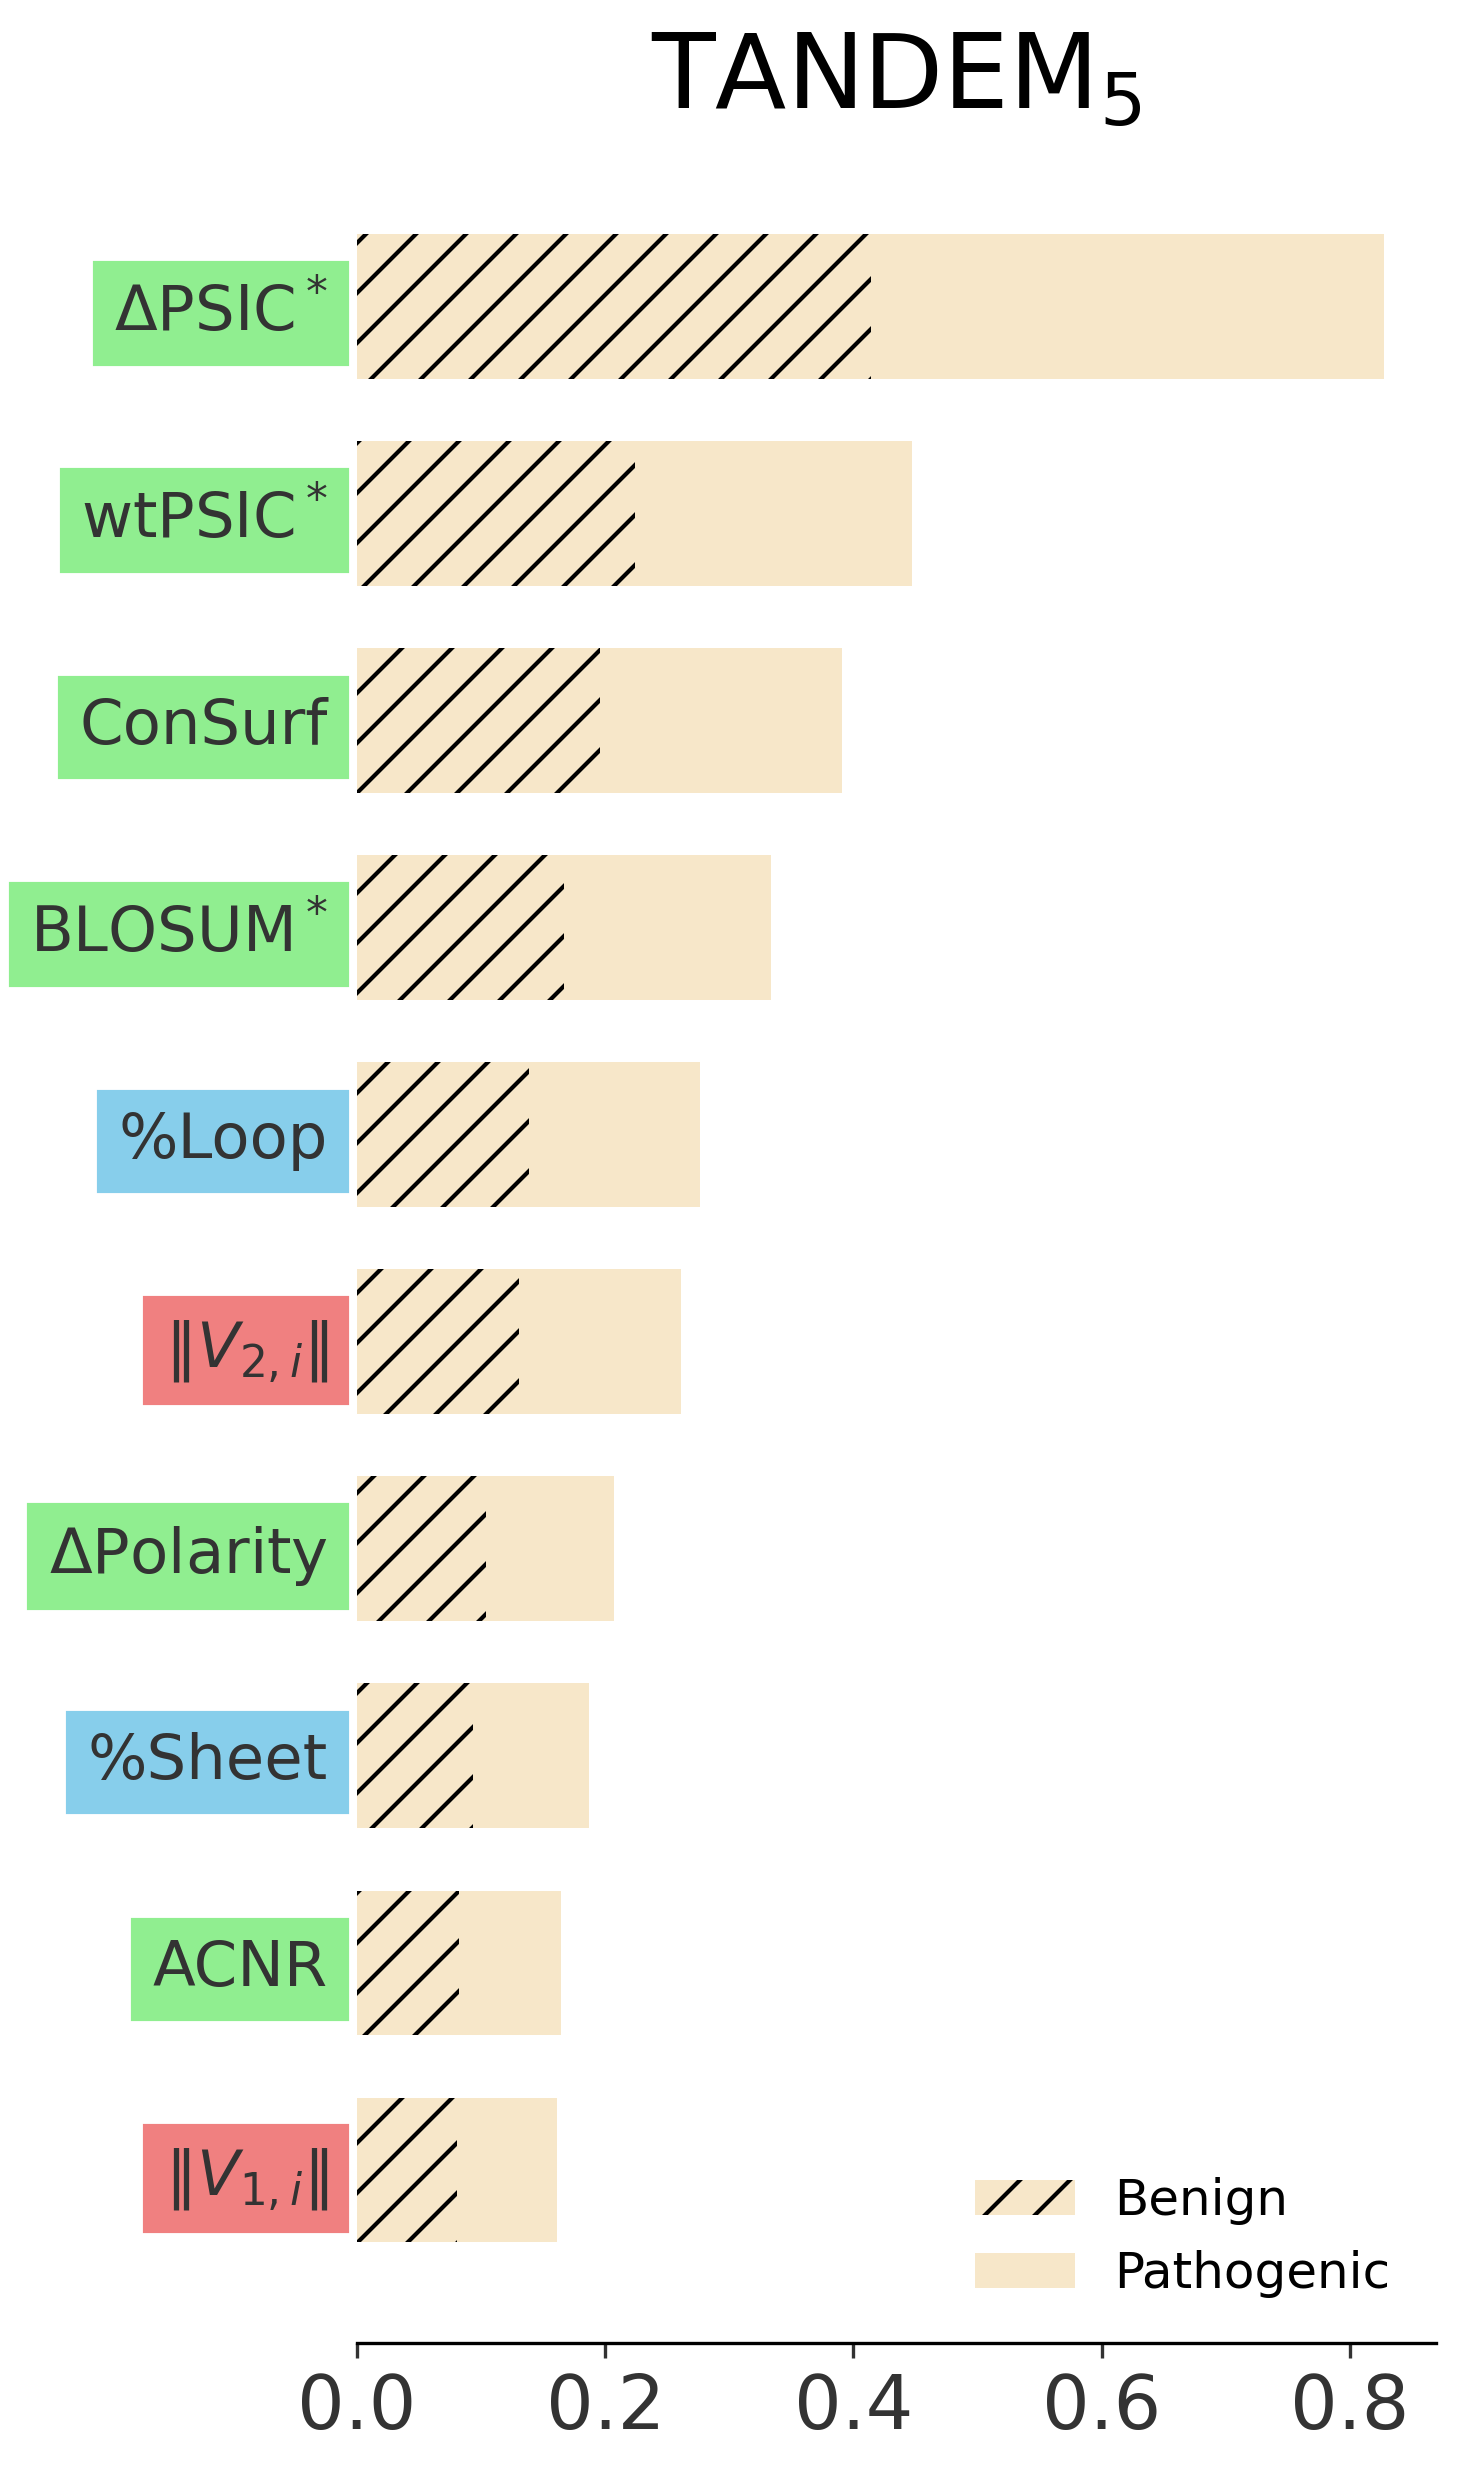 TANDEM₅
ΔPSIC*
wtPSIC*
ConSurf
BLOSUM*
%Loop
‖V₂,ᵢ‖
ΔPolarity
%Sheet
ACNR
‖V₁,ᵢ‖
Benign
Pathogenic
0.0 0.2 0.4 0.6 0.8